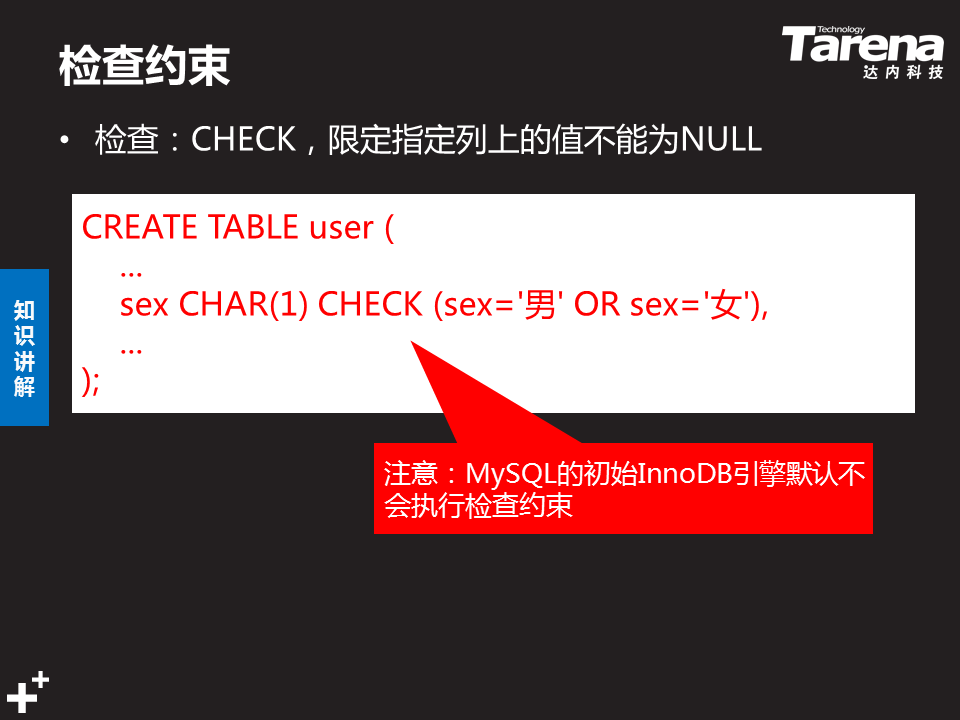 检查约束
Technology
Tarena
达内科技
• 检查：CHECK，限定指定列上的值不能为NULL
CREATE TABLE user (
...
sex CHAR(1) CHECK (sex='男' OR sex='女'),
...
);
知
识
讲
解
注意：MySQL的初始InnoDB引擎默认不
会执行检查约束